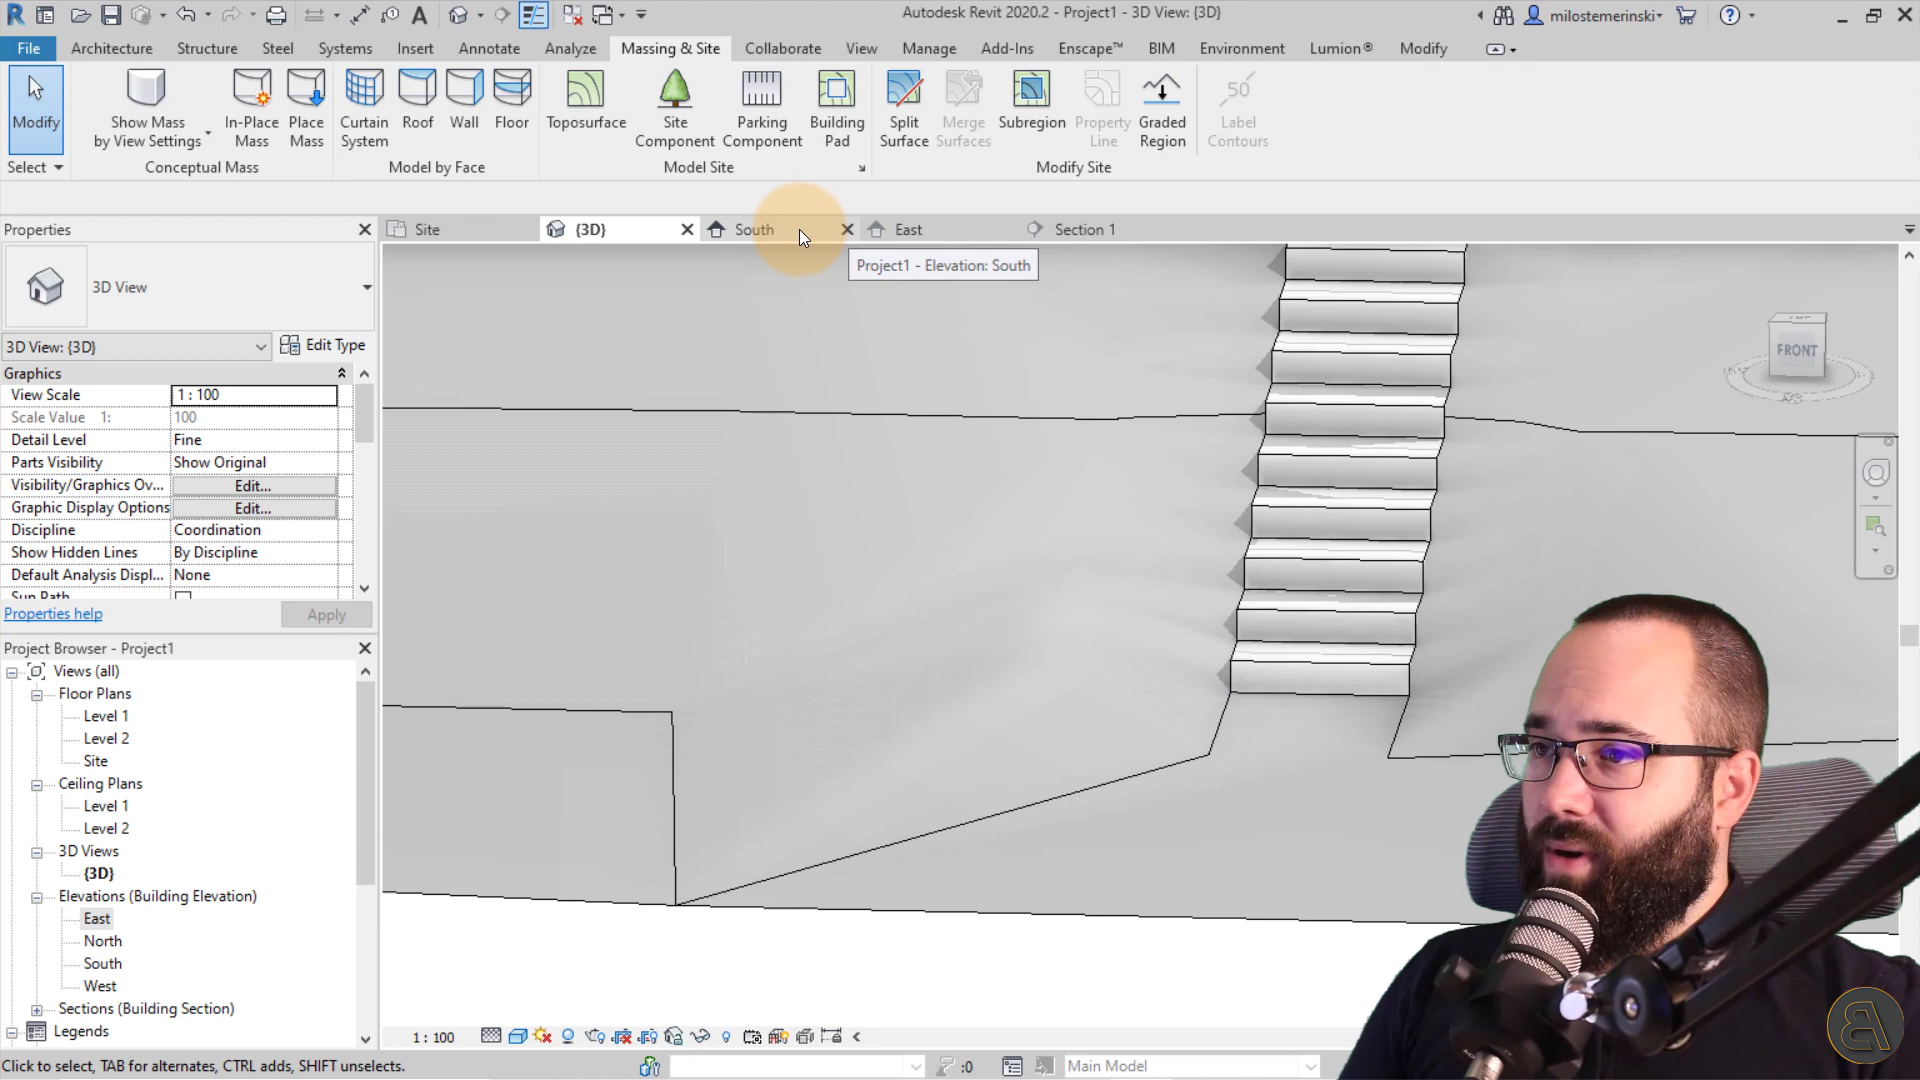 Autodesk Revit 2020.2 - Project1 - 3D View: {3D}
milostemerinski
File Architecture Structure Steel Systems Insert Annotate Analyze Massing & Site Collaborate View Manage Add-Ins Enscape™ BIM Environment Lumion® Modify
Modify
Show Mass by View Settings
In-Place Mass
Place Mass
Curtain System
Roof
Wall
Floor
Toposurface
Site Component
Parking Component
Building Pad
Split Surface
Merge Surfaces
Subregion
Property Line
Graded Region
Label Contours
Select Conceptual Mass Model by Face Model Site Modify Site
Properties
Site {3D} South East Section 1
Project1 - Elevation: South
3D View
3D View: {3D} Edit Type
Graphics
View Scale 1 : 100
Scale Value 1: 100
Detail Level Fine
Parts Visibility Show Original
Visibility/Graphics Ov... Edit...
Graphic Display Options Edit...
Discipline Coordination
Show Hidden Lines By Discipline
Default Analysis Displ... None
Sun Path
Properties help Apply
Project Browser - Project1
Views (all)
Floor Plans
Level 1
Level 2
Site
Ceiling Plans
Level 1
Level 2
3D Views
{3D}
Elevations (Building Elevation)
East
North
South
West
Sections (Building Section)
Legends
TOP
FRONT
1 : 100
Click to select, TAB for alternates, CTRL adds, SHIFT unselects.
:0
Main Model